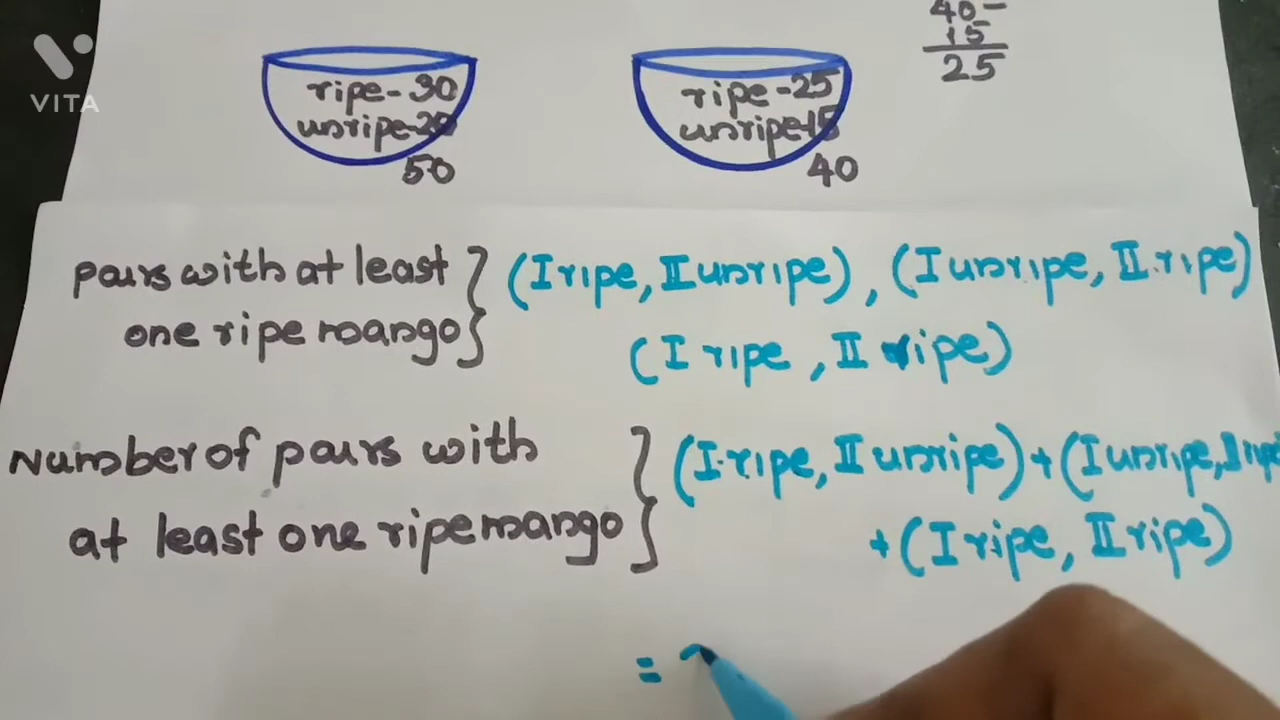 VITA
40-
15
25
ripe-30
unripe-20
50
ripe-25
unripe-15
40
pairs with at least
one ripe mango
(I ripe, II unripe), (I unripe, II ripe)
(I ripe, II ripe)
Number of pairs with
at least one ripe mango
(I ripe, II unripe) + (I unripe, II ripe
+ (I ripe, II ripe)
=